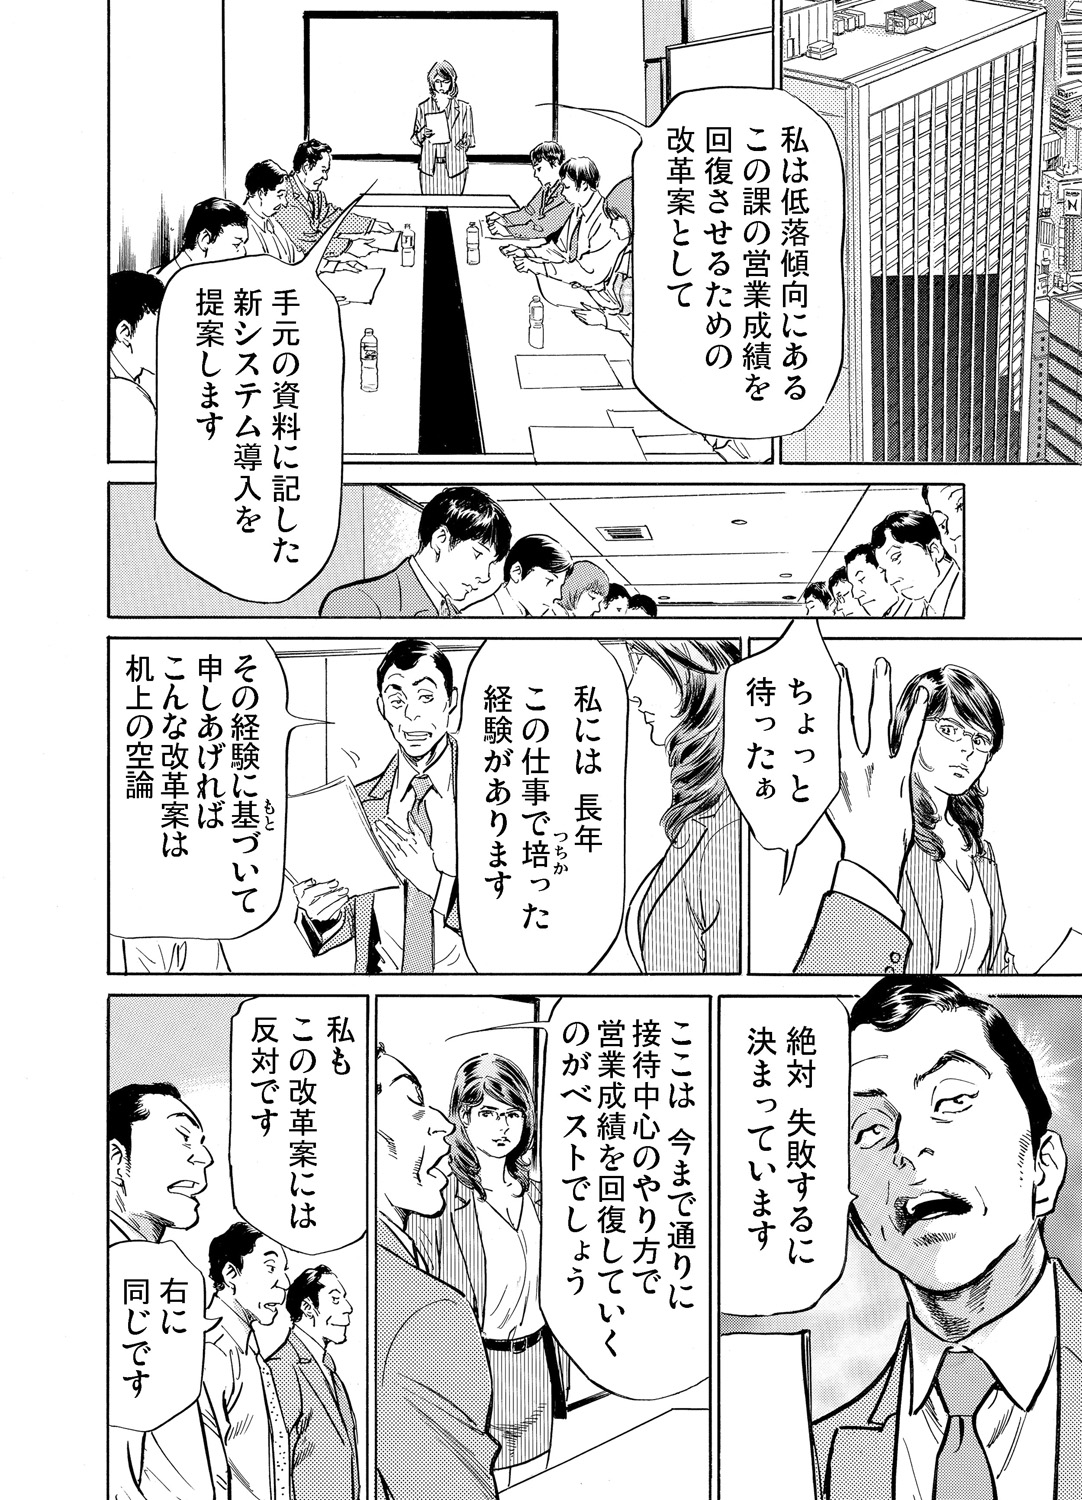 私は低落傾向にある
この課の営業成績を
回復させるための
改革案として
手元の資料に記した
新システム導入を
提案します
ちょっと
待ったぁ
私には 長年
この仕事で培った
つちか
経験があります
その経験に基づいて
もと
申しあげれば
こんな改革案は
机上の空論
絶対 失敗するに
決まっています
ここは 今まで通りに
接待中心のやり方で
営業成績を回復していく
のがベストでしょう
私も
この改革案には
反対です
右に
同じです